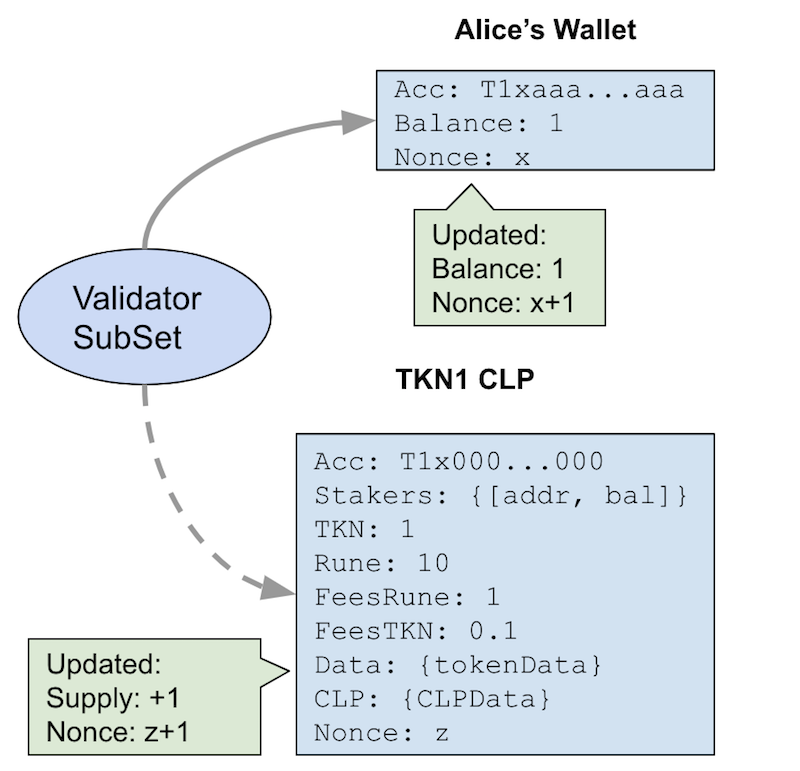 Alice's Wallet
Acc: T1xaaa...aaa
Balance: 1
Nonce: x
Updated:
Balance: 1
Nonce: x+1
Validator
SubSet
TKN1 CLP
Acc: T1x000...000
Stakers: {[addr, bal]}
TKN: 1
Rune: 10
FeesRune: 1
FeesTKN: 0.1
Data: {tokenData}
CLP: {CLPData}
Nonce: z
Updated:
Supply: +1
Nonce: z+1